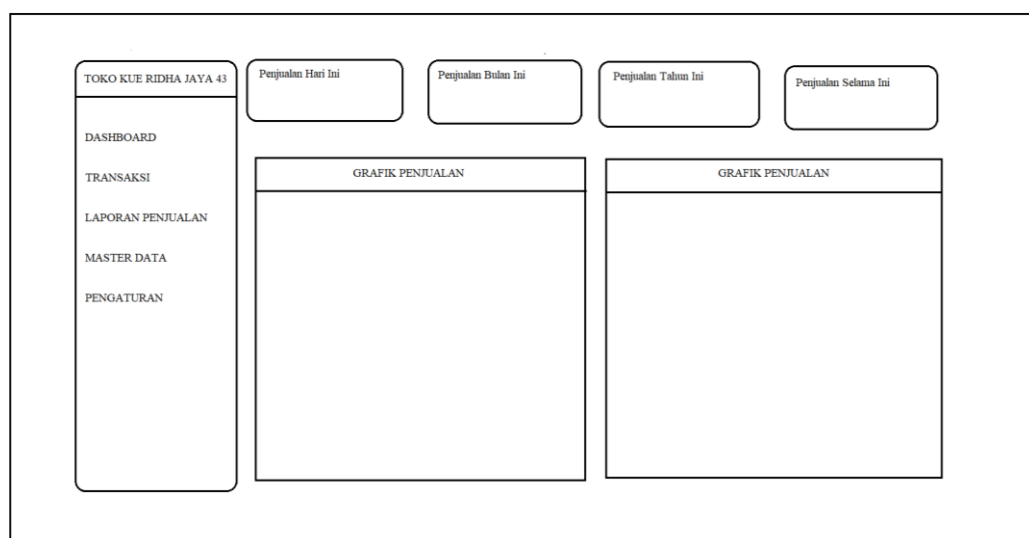 TOKO KUE RIDHA JAYA 43
DASHBOARD
TRANSAKSI
LAPORAN PENJUALAN
MASTER DATA
PENGATURAN
Penjualan Hari Ini
Penjualan Bulan Ini
Penjualan Tahun Ini
Penjualan Selama Ini
GRAFIK PENJUALAN
GRAFIK PENJUALAN